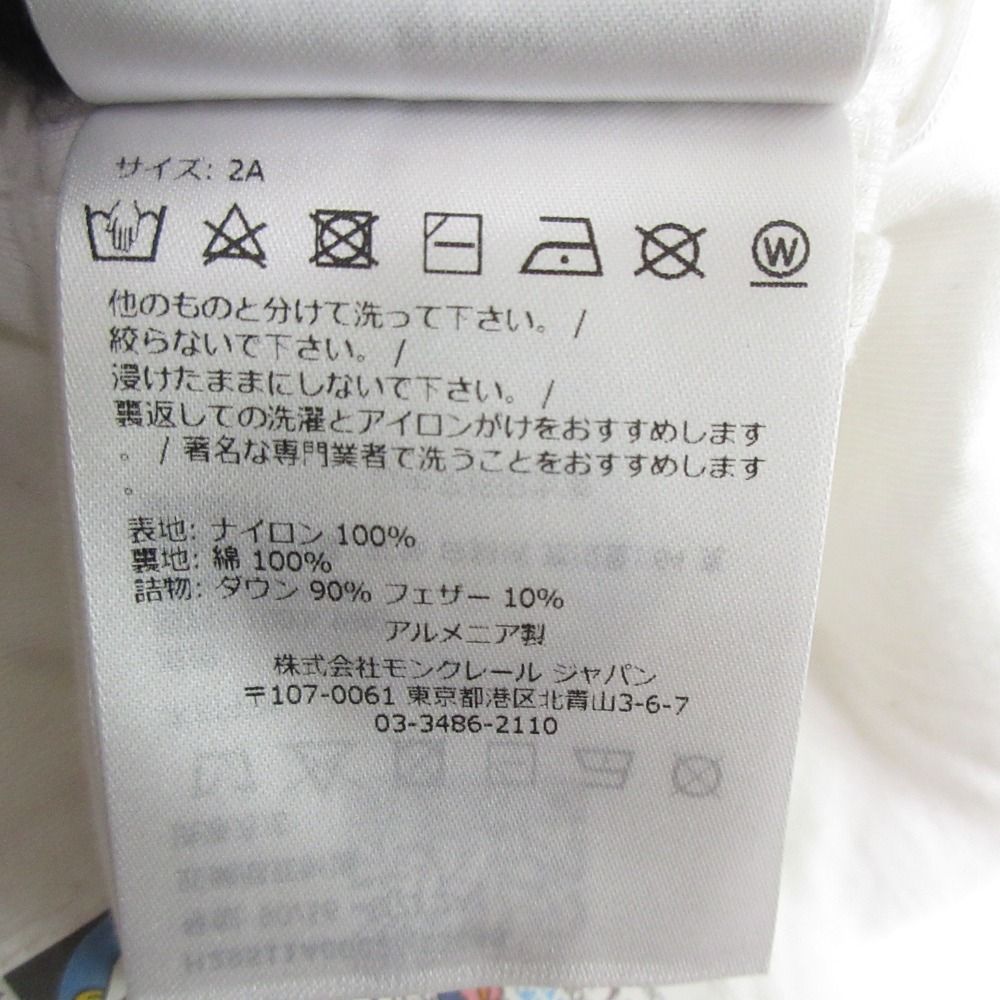 サイズ: 2A
W
他のものと分けて洗って下さい。 /
絞らないで下さい。 /
浸けたままにしないで下さい。 /
裏返しての洗濯とアイロンがけをおすすめします
。 / 著名な専門業者で洗うことをおすすめします
。
表地: ナイロン 100%
裏地: 綿 100%
詰物: ダウン 90% フェザー 10%
アルメニア製
株式会社モンクレール ジャパン
〒107-0061 東京都港区北青山3-6-7
03-3486-2110